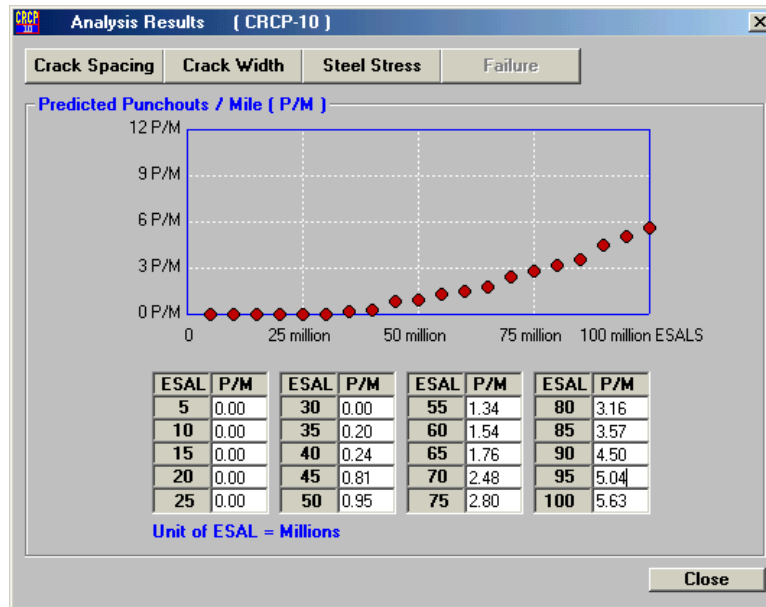 CRCP
III
Analysis Results ( CRCP-10 )
Crack Spacing Crack Width Steel Stress Failure
Predicted Punchouts / Mile ( P/M )
12 P/M
9 P/M
6 P/M
3 P/M
0 P/M
0 25 million 50 million 75 million 100 million ESALS
ESAL P/M ESAL P/M ESAL P/M ESAL P/M
5 0.00 30 0.00 55 1.34 80 3.16
10 0.00 35 0.20 60 1.54 85 3.57
15 0.00 40 0.24 65 1.76 90 4.50
20 0.00 45 0.81 70 2.48 95 5.04
25 0.00 50 0.95 75 2.80 100 5.63
Unit of ESAL = Millions
Close